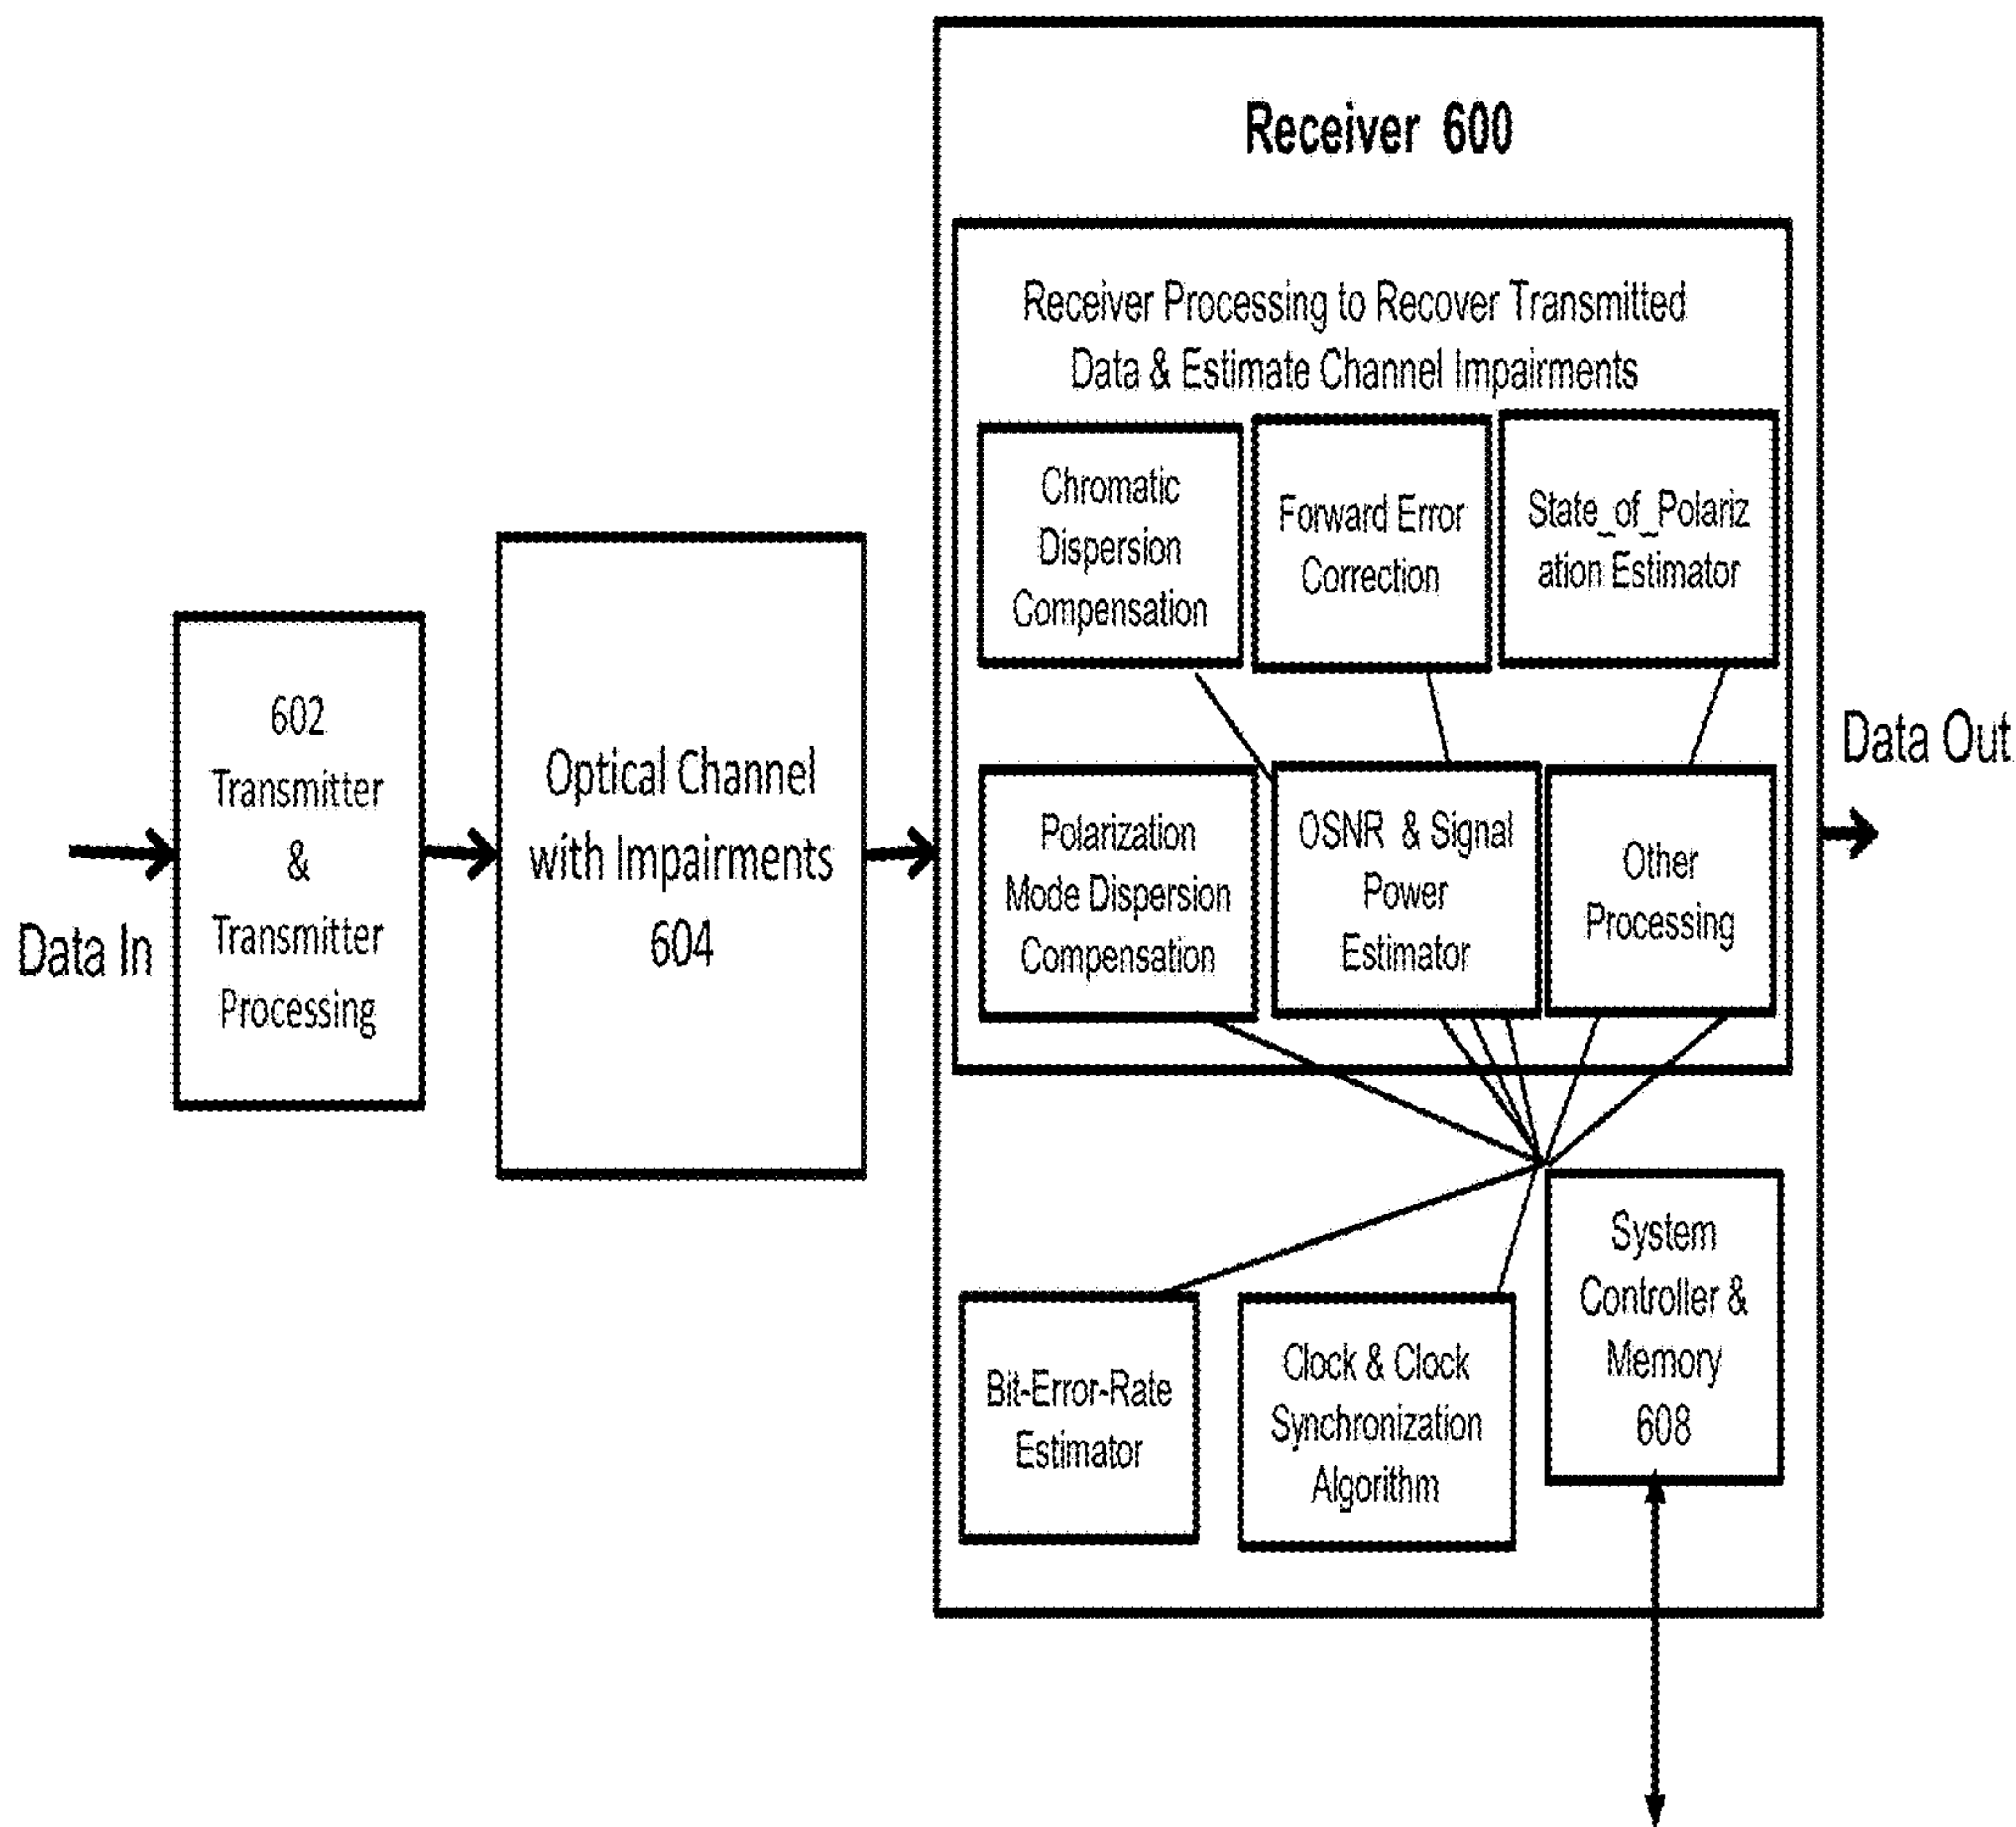 Receiver 600
Receiver Processing to Recover Transmitted
Data & Estimate Channel Impairments
Chromatic
Dispersion
Compensation
Forward Error
Correction
State_of_Polariz
ation Estimator
602
Transmitter
&
Transmitter
Processing
Optical Channel
with Impairments
604
Polarization
Mode Dispersion
Compensation
OSNR & Signal
Power
Estimator
Other
Processing
Data Out
Data In
Bit-Error-Rate
Estimator
Clock & Clock
Synchronization
Algorithm
System
Controller &
Memory
608